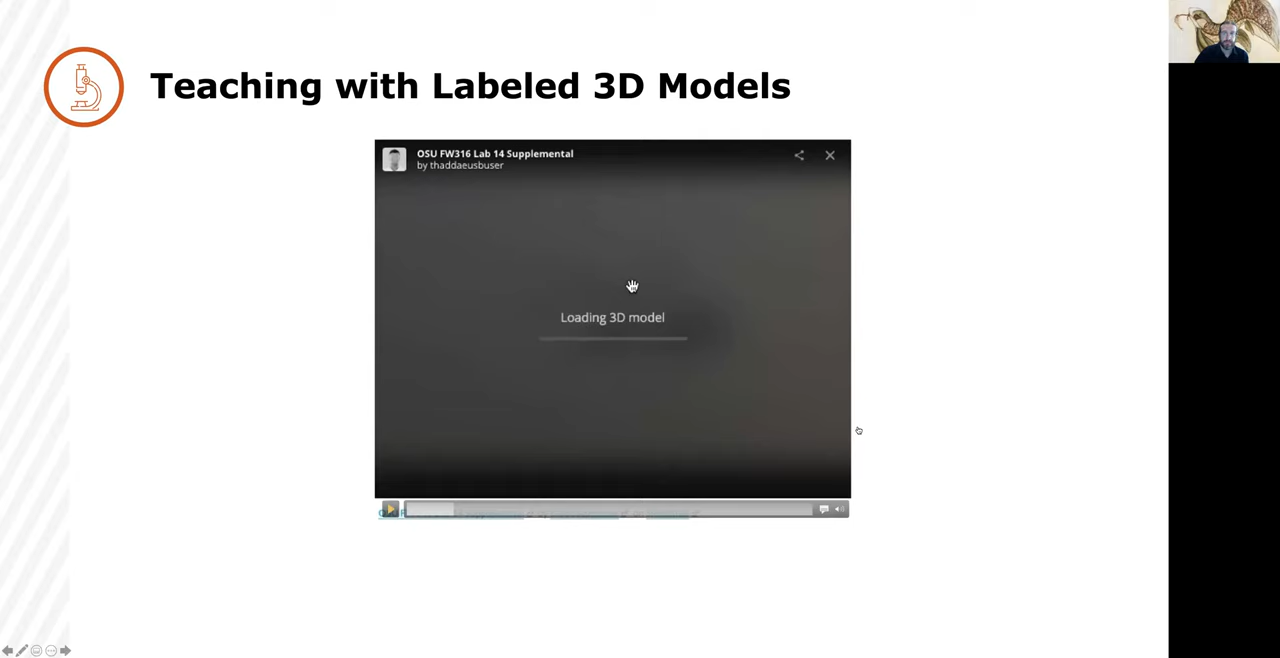 Teaching with Labeled 3D Models
OSU FW316 Lab 14 Supplemental
by thaddaeusbuser
Loading 3D model